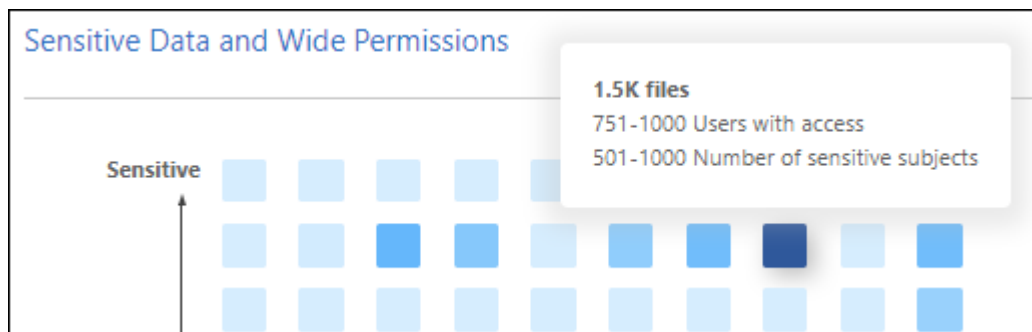 Sensitive Data and Wide Permissions
1.5K files
751-1000 Users with access
501-1000 Number of sensitive subjects
Sensitive